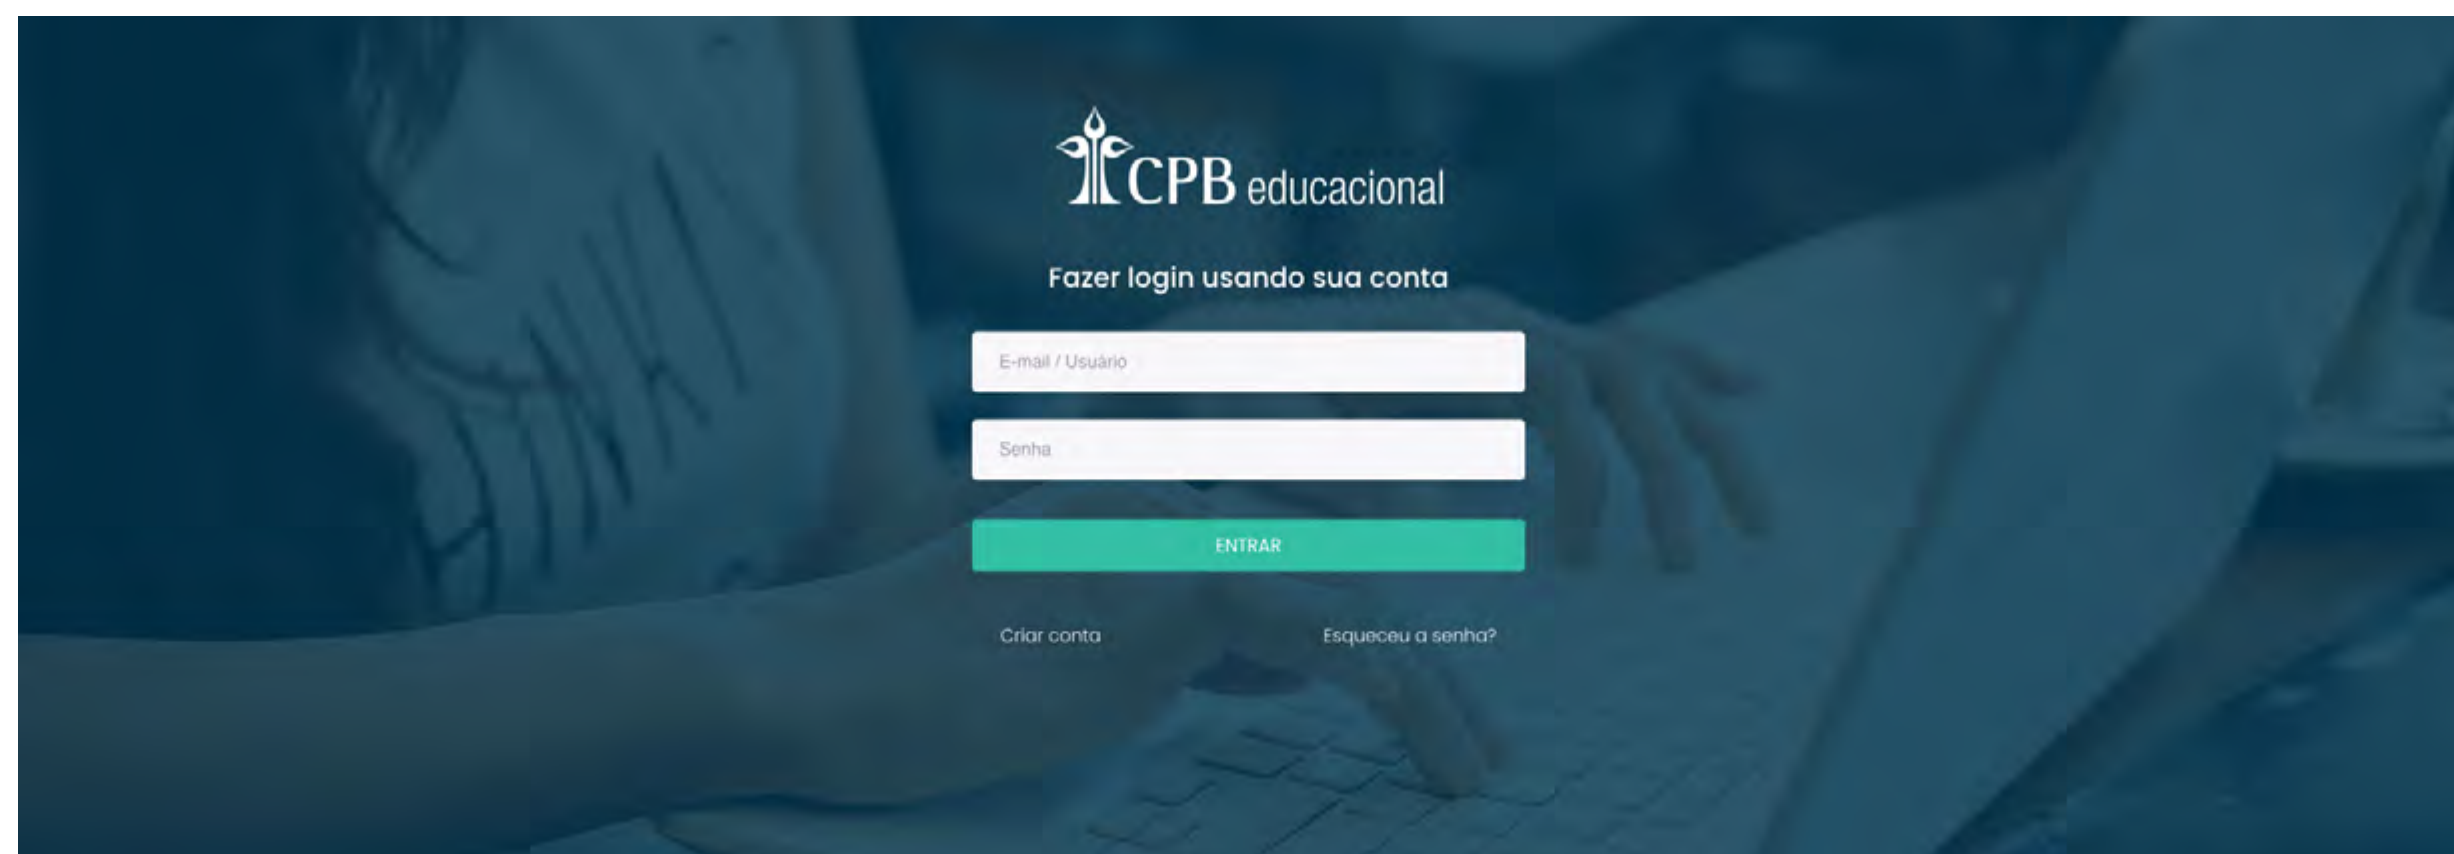 CPB educacional
Fazer login usando sua conta
E-mail / Usuário
Senha
ENTRAR
Criar conta
Esqueceu a senha?